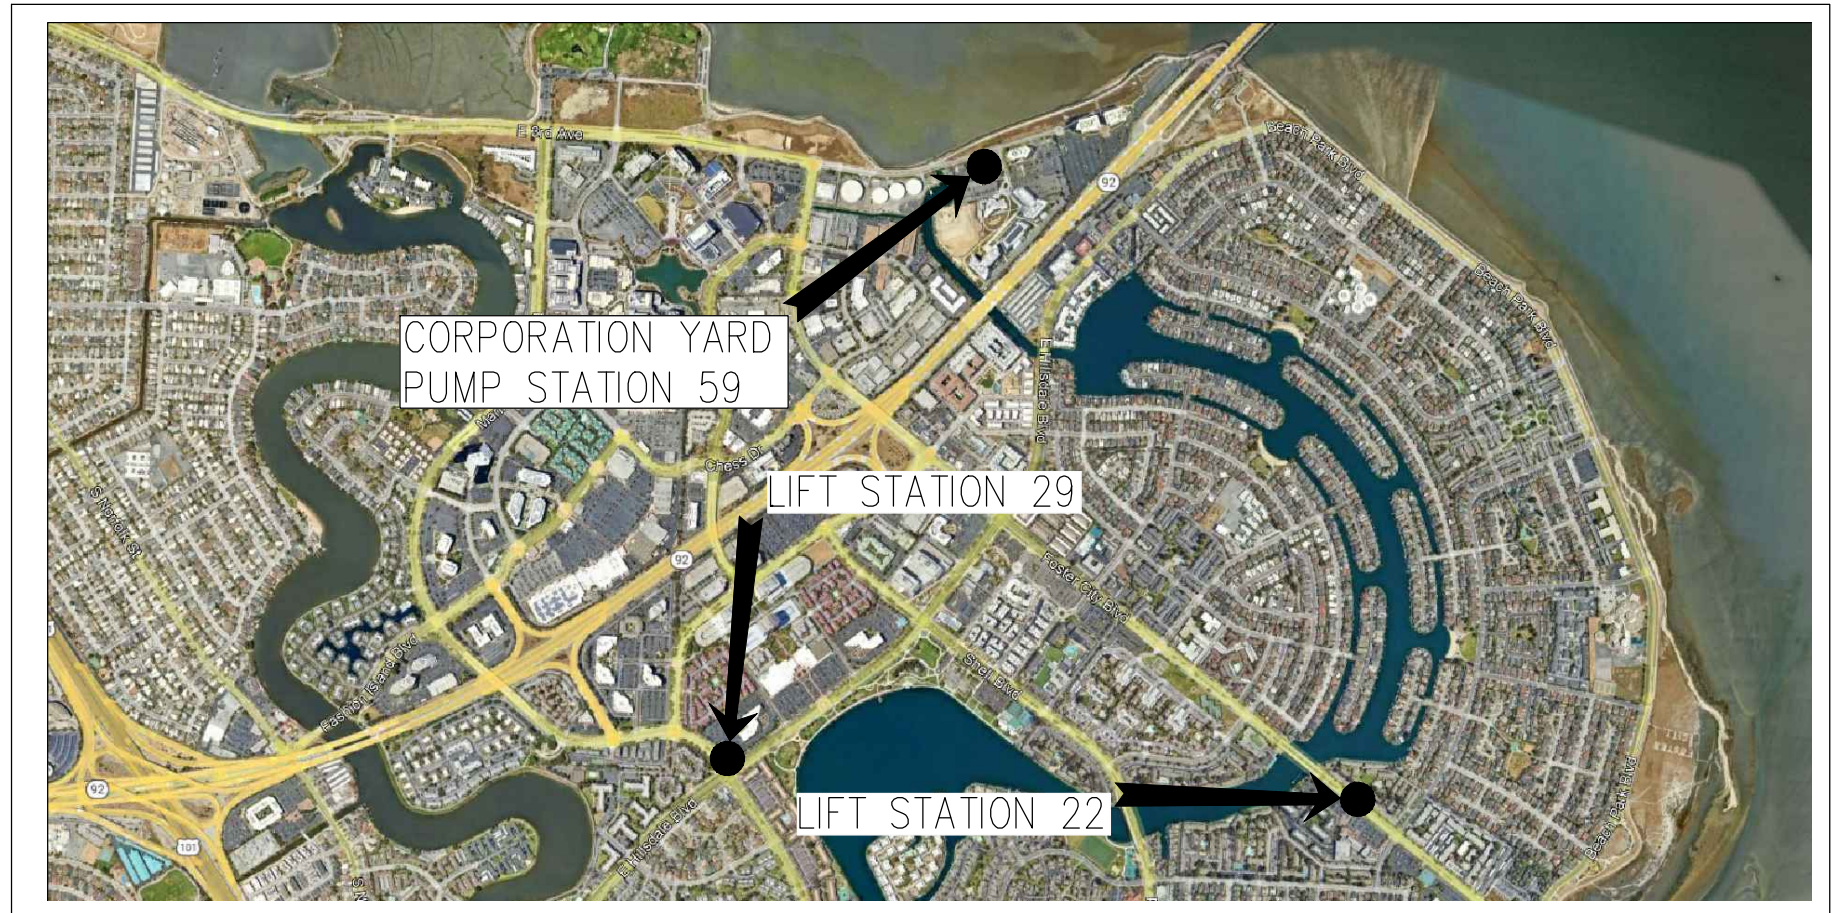 E 3rd Ave
Beach Park Blvd
92
Beach Park Blvd
CORPORATION YARD
PUMP STATION 59
E Hillsdale Blvd
Chess Dr
LIFT STATION 29
S Norfolk St
92
Foster City Blvd
Shell Blvd
Fashion Island Blvd
92
LIFT STATION 22
101
E Hillsdale Blvd
Beach Park Blvd